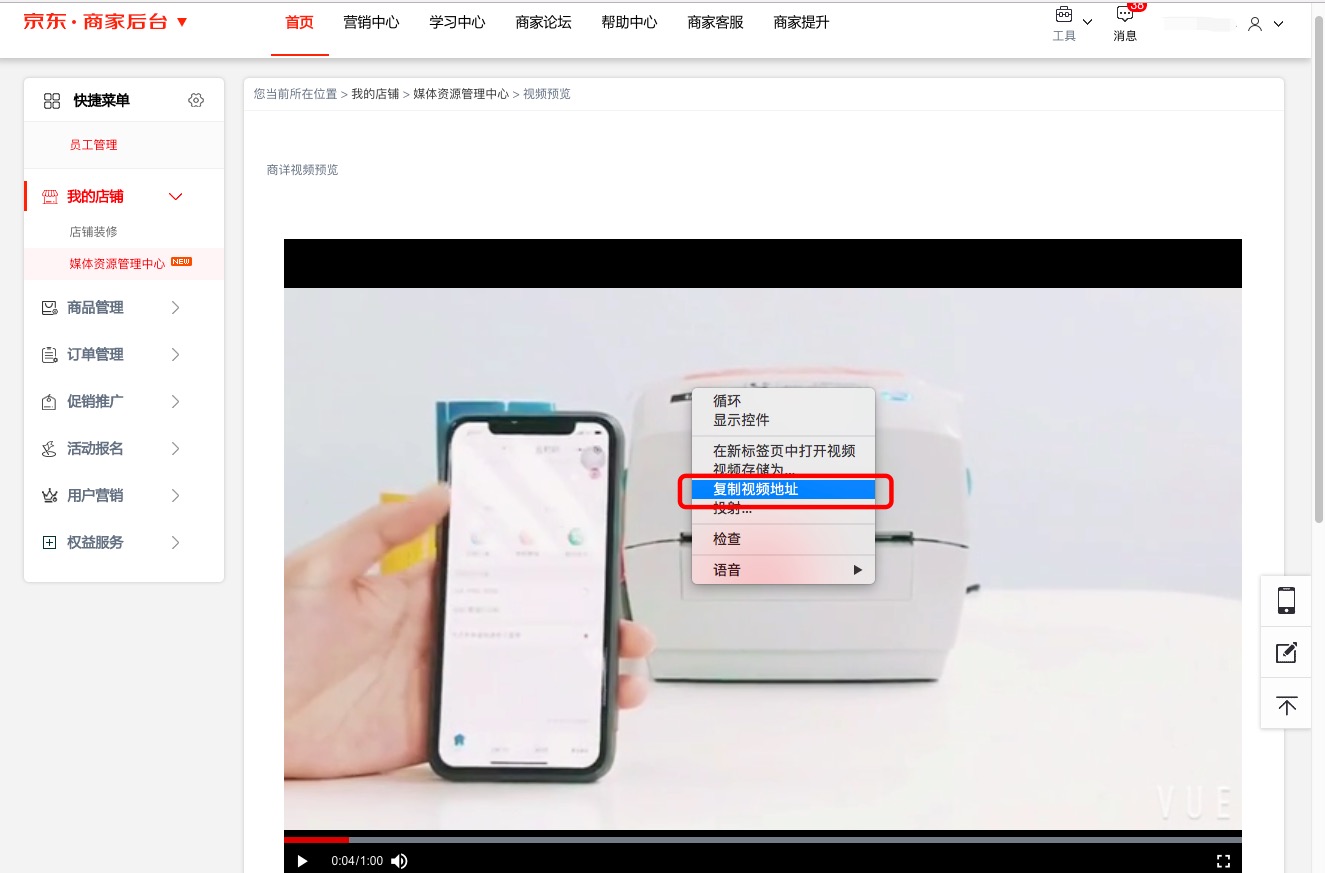 京东·商家后台
首页 营销中心 学习中心 商家论坛 帮助中心 商家客服 商家提升
工具
38
消息
快捷菜单
员工管理
我的店铺
店铺装修
媒体资源管理中心 NEW
商品管理
订单管理
促销推广
活动报名
用户营销
权益服务
您当前所在位置 > 我的店铺 > 媒体资源管理中心 > 视频预览
商详视频预览
循环
显示控件
在新标签页中打开视频
视频存储为...
复制视频地址
投射...
检查
语音
VUE
0:04/1:00